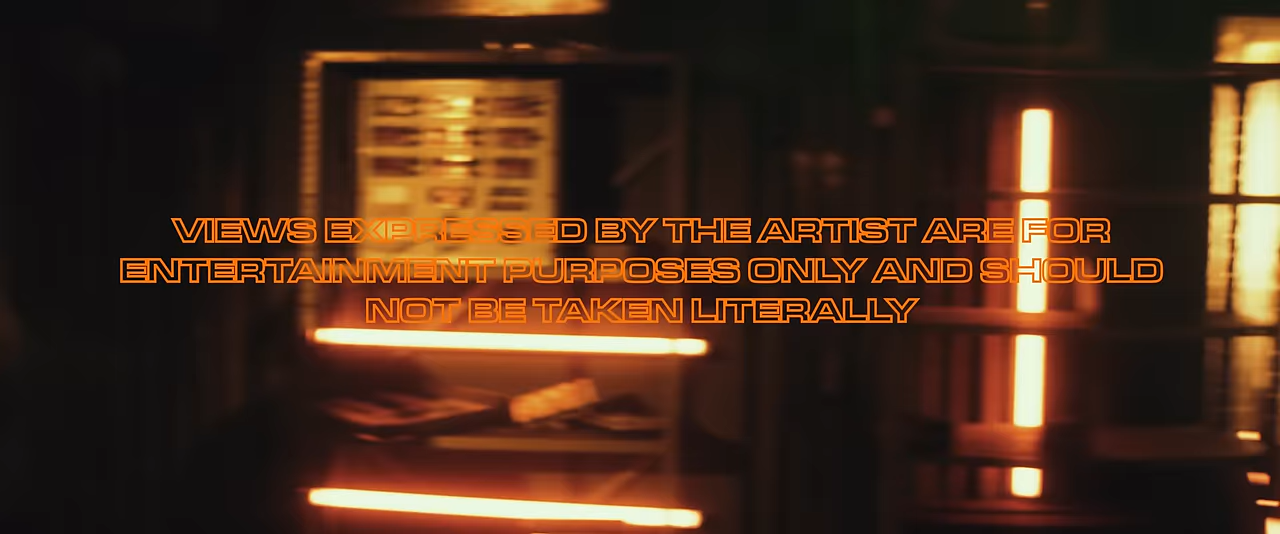 VIEWS EXPRESSED BY THE ARTIST ARE FOR
ENTERTAINMENT PURPOSES ONLY AND SHOULD
NOT BE TAKEN LITERALLY